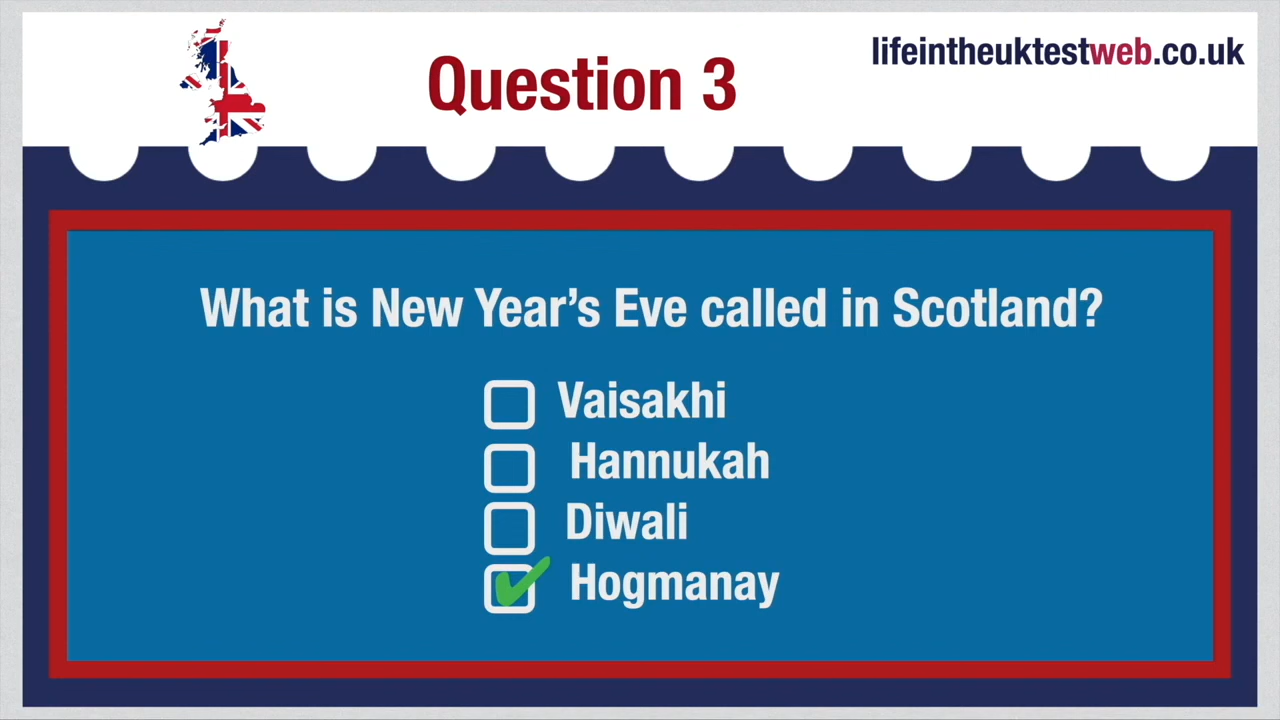 lifeintheuktestweb.co.uk
Question 3
What is New Year’s Eve called in Scotland?
Vaisakhi
Hannukah
Diwali
Hogmanay